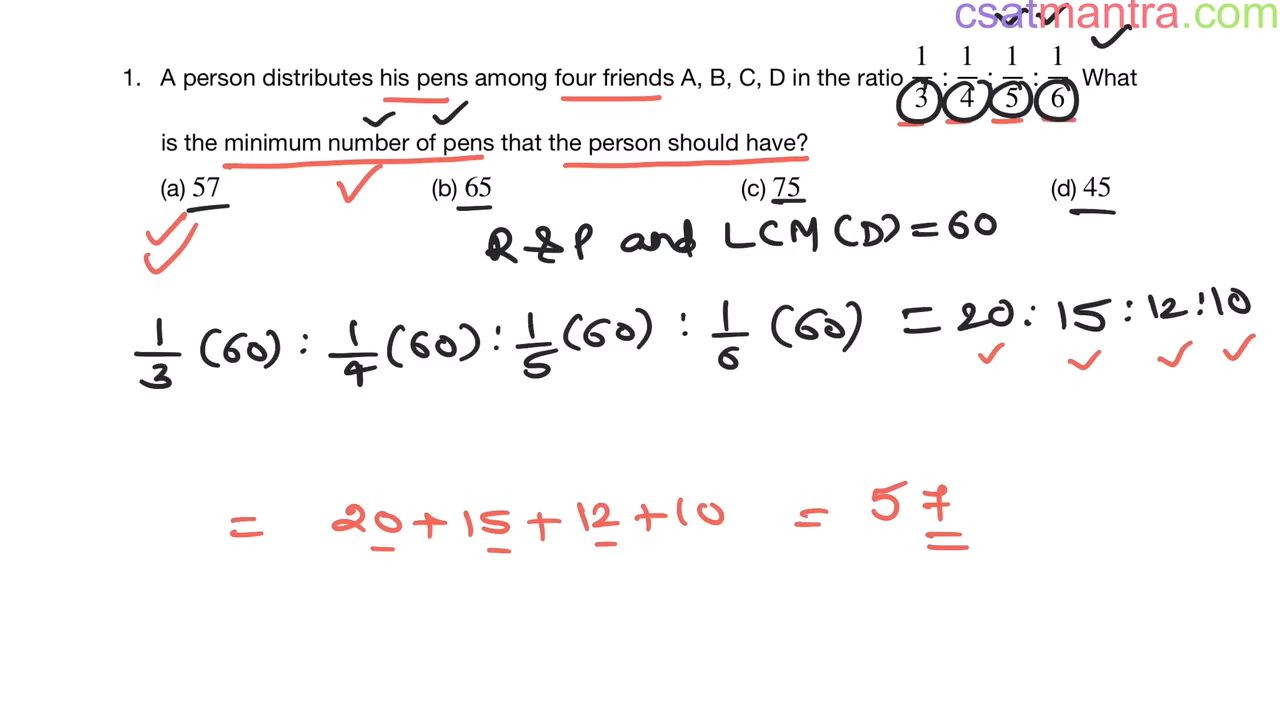 csatmantra.com
1. A person distributes his pens among four friends A, B, C, D in the ratio 1/3 : 1/4 : 1/5 : 1/6. What
is the minimum number of pens that the person should have?
(a) 57 (b) 65 (c) 75 (d) 45
R & P and LCM (D) = 60
1/3 (60) : 1/4 (60) : 1/5 (60) : 1/6 (60) = 20 : 15 : 12 : 10
= 20 + 15 + 12 + 10 = 57